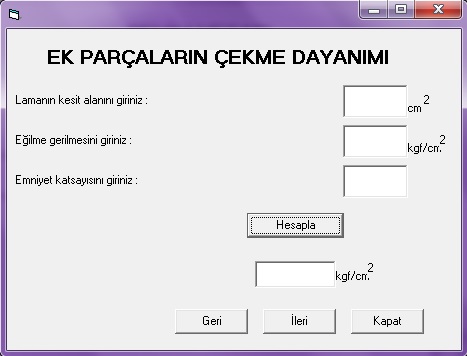 EK PARÇALARIN ÇEKME DAYANIMI
Lamanın kesit alanını giriniz : cm 2
Eğilme gerilmesini giriniz : kgf/cm. 2
Emniyet katsayısını giriniz :
Hesapla
kgf/cm. 2
Geri İleri Kapat